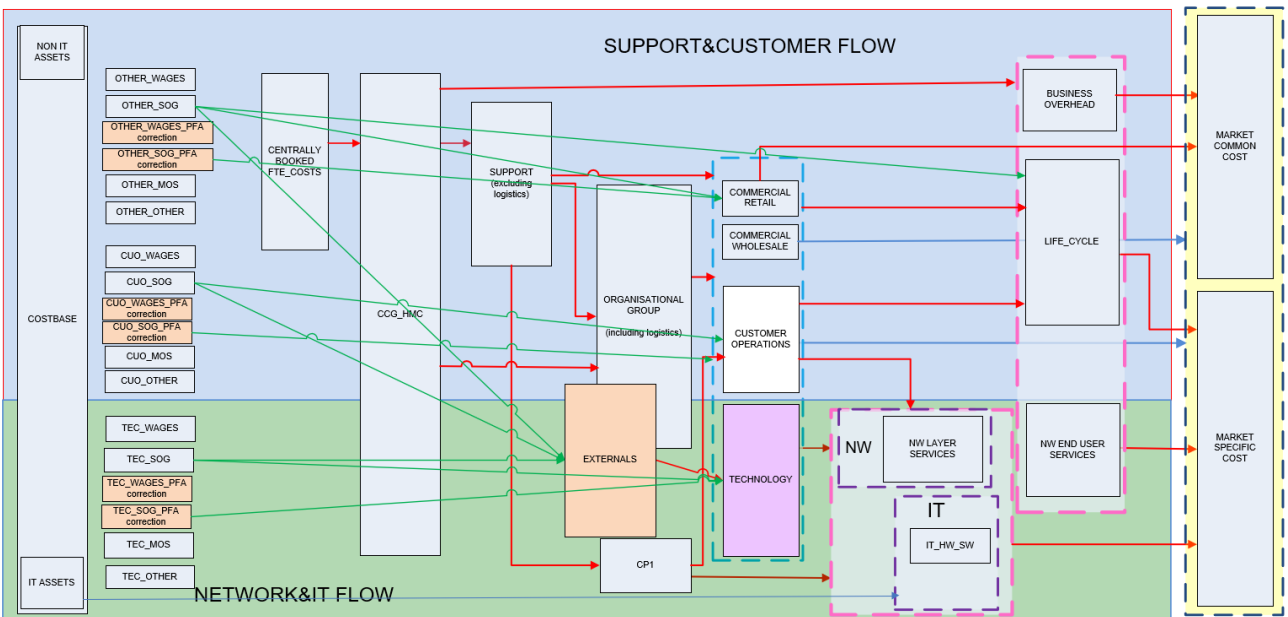 SUPPORT&CUSTOMER FLOW
NON IT
ASSETS
COSTBASE
IT ASSETS
OTHER_WAGES
OTHER_SOG
OTHER_WAGES_PFA
correction
OTHER_SOG_PFA
correction
OTHER_MOS
OTHER_OTHER
CUO_WAGES
CUO_SOG
CUO_WAGES_PFA
correction
CUO_SOG_PFA
correction
CUO_MOS
CUO_OTHER
TEC_WAGES
TEC_SOG
TEC_WAGES_PFA
correction
TEC_SOG_PFA
correction
TEC_MOS
TEC_OTHER
NETWORK&IT FLOW
CENTRALLY
BOOKED
FTE_COSTS
CCG_HMC
SUPPORT
(excluding
logistics)
ORGANISATIONAL
GROUP
(including logistics)
EXTERNALS
CP1
COMMERCIAL
RETAIL
COMMERCIAL
WHOLESALE
CUSTOMER
OPERATIONS
TECHNOLOGY
NW
NW LAYER
SERVICES
IT
IT_HW_SW
BUSINESS
OVERHEAD
LIFE_CYCLE
NW END USER
SERVICES
MARKET
COMMON
COST
MARKET
SPECIFIC
COST